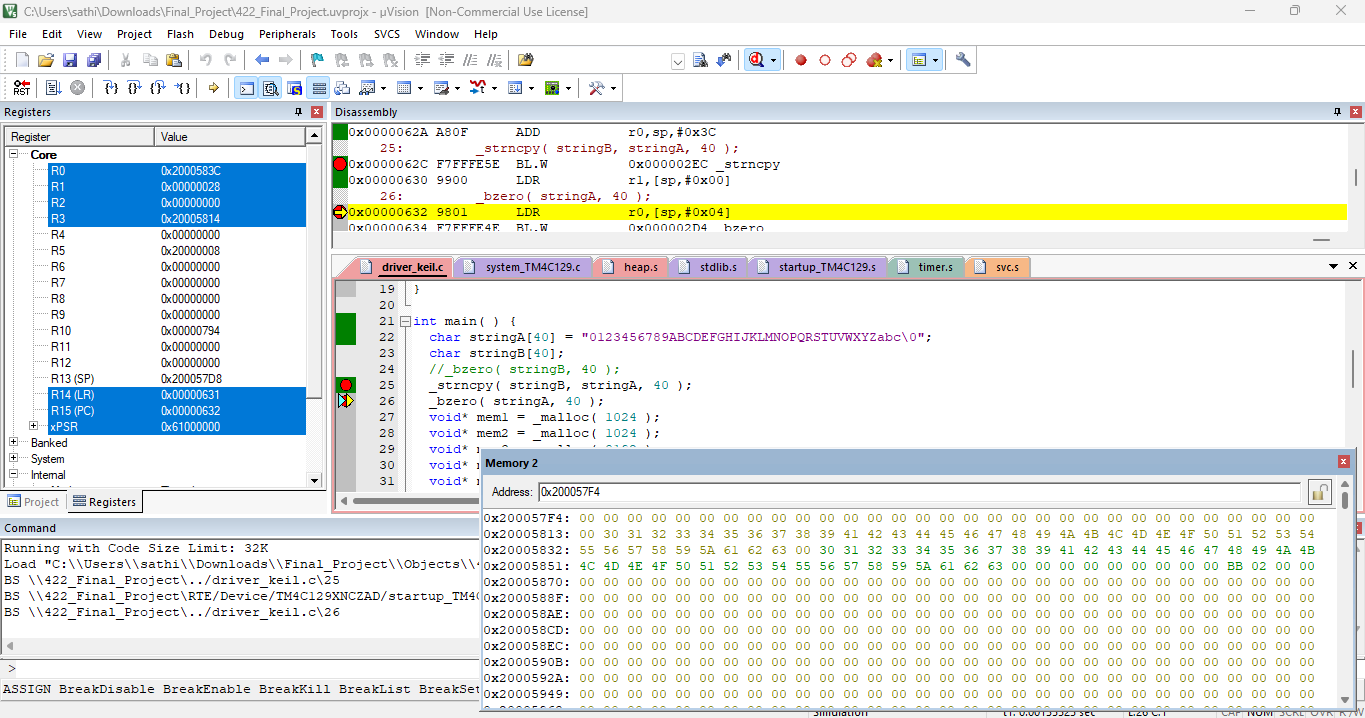 C:\Users\sathi\Downloads\Final_Project\422_Final_Project.uvprojx - µVision [Non-Commercial Use License]
File Edit View Project Flash Debug Peripherals Tools SVCS Window Help
RST
Registers
Register Value
Core
R0 0x2000583C
R1 0x00000028
R2 0x00000000
R3 0x20005814
R4 0x00000000
R5 0x20000008
R6 0x00000000
R7 0x00000000
R8 0x00000000
R9 0x00000000
R10 0x00000794
R11 0x00000000
R12 0x00000000
R13 (SP) 0x200057D8
R14 (LR) 0x00000631
R15 (PC) 0x00000632
xPSR 0x61000000
Banked
System
Internal
Project Registers
Disassembly
0x0000062A A80F ADD r0,sp,#0x3C
25: _strncpy( stringB, stringA, 40 );
0x0000062C F7FFFE5E BL.W 0x000002EC _strncpy
0x00000630 9900 LDR r1,[sp,#0x00]
26: _bzero( stringA, 40 );
0x00000632 9801 LDR r0,[sp,#0x04]
0x00000634 F7FFFE4E BL.W 0x000002D4 _bzero
driver_keil.c system_TM4C129.c heap.s stdlib.s startup_TM4C129.s timer.s svc.s
19 }
20
21 int main( ) {
22 char stringA[40] = "0123456789ABCDEFGHIJKLMNOPQRSTUVWXYZabc\0";
23 char stringB[40];
24 //_bzero( stringB, 40 );
25 _strncpy( stringB, stringA, 40 );
26 _bzero( stringA, 40 );
27 void* mem1 = _malloc( 1024 );
28 void* mem2 = _malloc( 1024 );
29 void*
30 void*
31 void*
Command
Running with Code Size Limit: 32K
Load "C:\\Users\\sathi\\Downloads\\Final_Project\\Objects\\
BS \\422_Final_Project\../driver_keil.c\25
BS \\422_Final_Project\RTE/Device/TM4C129XNCZAD/startup_TM4C
BS \\422_Final_Project\../driver_keil.c\26
>
ASSIGN BreakDisable BreakEnable BreakKill BreakList BreakSet
Memory 2
Address: 0x200057F4
0x200057F4: 00 00 00 00 00 00 00 00 00 00 00 00 00 00 00 00 00 00 00 00 00 00 00 00 00 00 00 00 00 00 00
0x20005813: 00 30 31 32 33 34 35 36 37 38 39 41 42 43 44 45 46 47 48 49 4A 4B 4C 4D 4E 4F 50 51 52 53 54
0x20005832: 55 56 57 58 59 5A 61 62 63 00 30 31 32 33 34 35 36 37 38 39 41 42 43 44 45 46 47 48 49 4A 4B
0x20005851: 4C 4D 4E 4F 50 51 52 53 54 55 56 57 58 59 5A 61 62 63 00 00 00 00 00 00 00 00 00 BB 02 00 00
0x20005870: 00 00 00 00 00 00 00 00 00 00 00 00 00 00 00 00 00 00 00 00 00 00 00 00 00 00 00 00 00 00 00
0x2000588F: 00 00 00 00 00 00 00 00 00 00 00 00 00 00 00 00 00 00 00 00 00 00 00 00 00 00 00 00 00 00 00
0x200058AE: 00 00 00 00 00 00 00 00 00 00 00 00 00 00 00 00 00 00 00 00 00 00 00 00 00 00 00 00 00 00 00
0x200058CD: 00 00 00 00 00 00 00 00 00 00 00 00 00 00 00 00 00 00 00 00 00 00 00 00 00 00 00 00 00 00 00
0x200058EC: 00 00 00 00 00 00 00 00 00 00 00 00 00 00 00 00 00 00 00 00 00 00 00 00 00 00 00 00 00 00 00
0x2000590B: 00 00 00 00 00 00 00 00 00 00 00 00 00 00 00 00 00 00 00 00 00 00 00 00 00 00 00 00 00 00 00
0x2000592A: 00 00 00 00 00 00 00 00 00 00 00 00 00 00 00 00 00 00 00 00 00 00 00 00 00 00 00 00 00 00 00
0x20005949: 00 00 00 00 00 00 00 00 00 00 00 00 00 00 00 00 00 00 00 00 00 00 00 00 00 00 00 00 00 00 00
Simulation